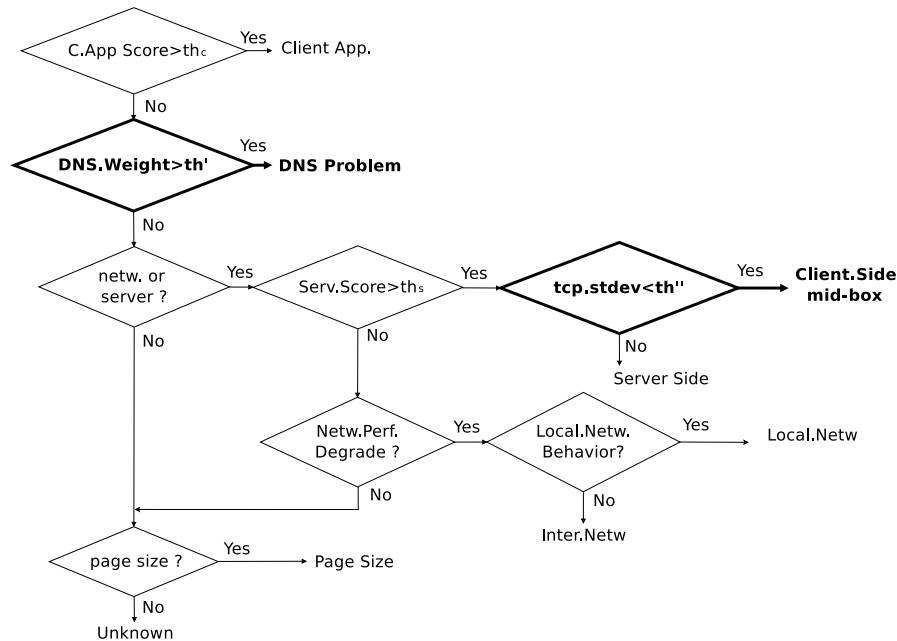 C.App Score>thc
Yes
Client App.
No
DNS.Weight>th'
Yes
DNS Problem
No
netw. or
server ?
Yes
Serv.Score>ths
Yes
tcp.stdev<th''
Yes
Client.Side
mid-box
No
No
No
Server Side
Netw.Perf.
Degrade ?
Yes
Local.Netw.
Behavior?
Yes
Local.Netw
No
No
Inter.Netw
page size ?
Yes
Page Size
No
Unknown